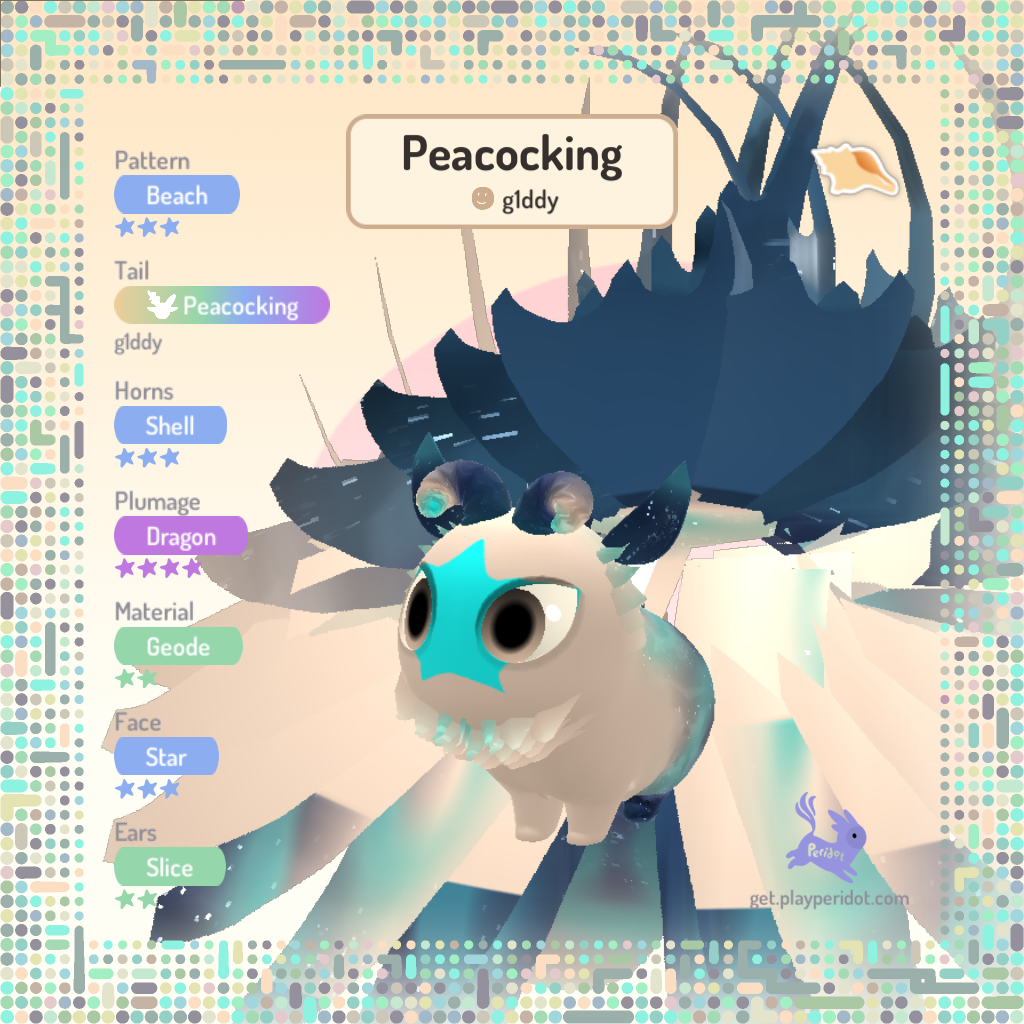 Peacocking
g1ddy
Pattern
Beach
Tail
Peacocking
g1ddy
Horns
Shell
Plumage
Dragon
Material
Geode
Face
Star
Ears
Slice
Peridot
get.playperidot.com